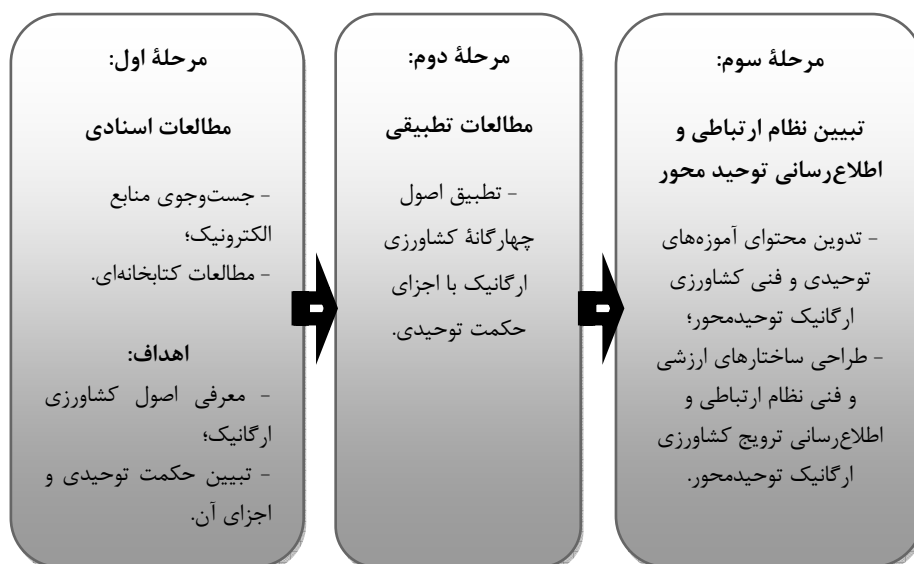 مرحلهٔ اول:
مطالعات اسنادی
- جست‌وجوی منابع
الکترونیک؛
- مطالعات کتابخانه‌ای.
اهداف:
- معرفی اصول کشاورزی
ارگانیک؛
- تبیین حکمت توحیدی و
اجزای آن.
مرحلهٔ دوم:
مطالعات تطبیقی
- تطبیق اصول
چهارگانهٔ کشاورزی
ارگانیک با اجزای
حکمت توحیدی.
مرحلهٔ سوم:
تبیین نظام ارتباطی و
اطلاع‌رسانی توحید محور
- تدوین محتوای آموزه‌های
توحیدی و فنی کشاورزی
ارگانیک توحیدمحور؛
- طراحی ساختارهای ارزشی
و فنی نظام ارتباطی و
اطلاع‌رسانی ترویج کشاورزی
ارگانیک توحیدمحور.